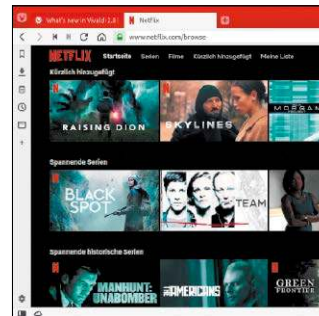 What's new in Vivaldi 2.8 |
Netflix
www.netflix.com/browse
NETFLIX Startseite Serien Filme Kürzlich hinzugefügt Meine Liste
Kürzlich hinzugefügt
RAISING DION
SKYLINES
Spannende Serien
BLACK SPOT
TEAM
Spannende historische Serien
MANHUNT: UNABOMBER
THE AMERICANS
GREEN FRONTIER